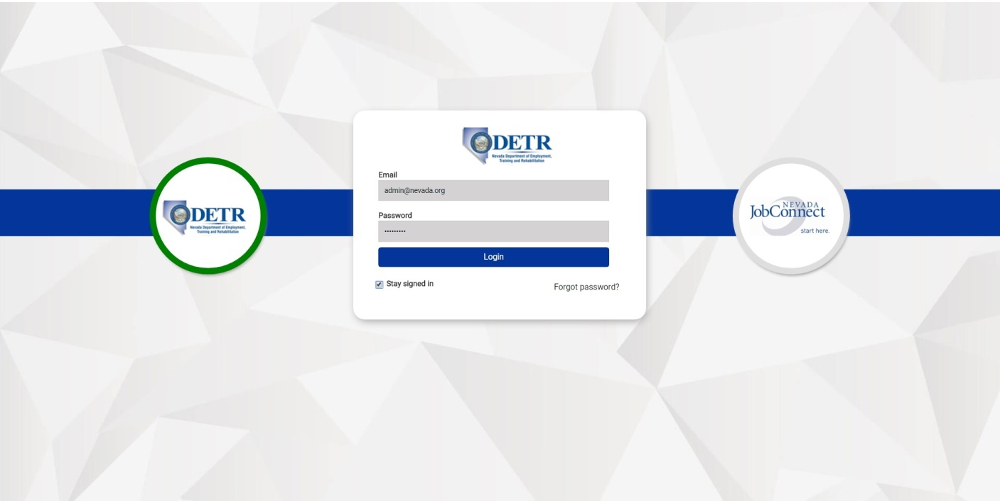 DETR
Nevada Department of Employment,
Training and Rehabilitation
Email
admin@nevada.org
Password
•••••••••
Login
Stay signed in
Forgot password?
DETR
Nevada Department of Employment,
Training and Rehabilitation
NEVADA
JobConnect
start here.